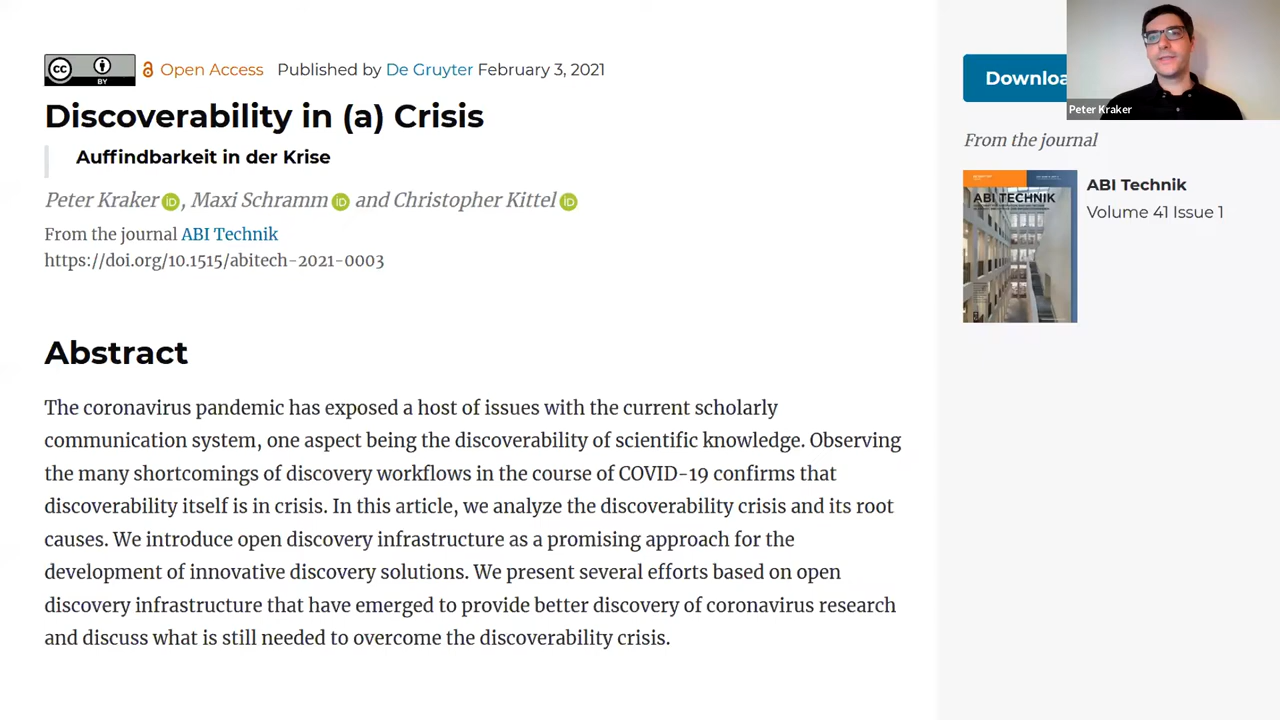 cc BY Open Access Published by De Gruyter February 3, 2021
Discoverability in (a) Crisis
Auffindbarkeit in der Krise
Peter Kraker iD, Maxi Schramm iD and Christopher Kittel iD
From the journal ABI Technik
https://doi.org/10.1515/abitech-2021-0003
Abstract
The coronavirus pandemic has exposed a host of issues with the current scholarly
communication system, one aspect being the discoverability of scientific knowledge. Observing
the many shortcomings of discovery workflows in the course of COVID-19 confirms that
discoverability itself is in crisis. In this article, we analyze the discoverability crisis and its root
causes. We introduce open discovery infrastructure as a promising approach for the
development of innovative discovery solutions. We present several efforts based on open
discovery infrastructure that have emerged to provide better discovery of coronavirus research
and discuss what is still needed to overcome the discoverability crisis.
Downloa
Peter Kraker
From the journal
ABI TECHNIK
ABI Technik
Volume 41 Issue 1